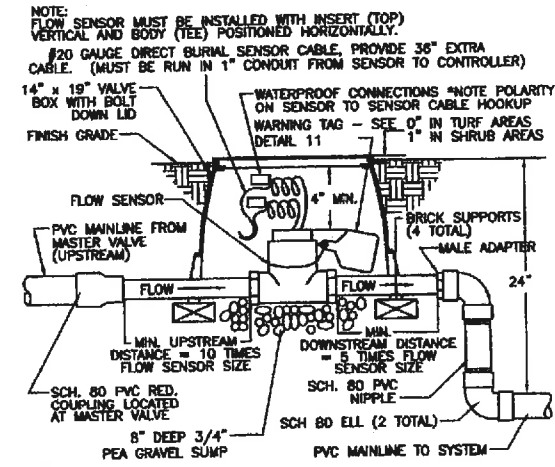 NOTE:
FLOW SENSOR MUST BE INSTALLED WITH INSERT (TOP)
VERTICAL AND BODY (TEE) POSITIONED HORIZONTALLY.
#20 GAUGE DIRECT BURIAL SENSOR CABLE, PROVIDE 36" EXTRA
CABLE. (MUST BE RUN IN 1" CONDUIT FROM SENSOR TO CONTROLLER)
14" x 19" VALVE
BOX WITH BOLT
DOWN LID
FINISH GRADE
WATERPROOF CONNECTIONS *NOTE POLARITY
ON SENSOR TO SENSOR CABLE HOOKUP
WARNING TAG - SEE
DETAIL 11
0" IN TURF AREAS
1" IN SHRUB AREAS
4" MIN.
FLOW SENSOR
PVC MAINLINE FROM
MASTER VALVE
(UPSTREAM)
BRICK SUPPORTS
(4 TOTAL)
MALE ADAPTER
24"
FLOW
FLOW
MIN. UPSTREAM
DISTANCE = 10 TIMES
FLOW SENSOR SIZE
MIN.
DOWNSTREAM DISTANCE
= 5 TIMES FLOW
SENSOR SIZE
SCH. 80 PVC RED.
COUPLING LOCATED
AT MASTER VALVE
SCH. 80 PVC
NIPPLE
8" DEEP 3/4"
PEA GRAVEL SUMP
SCH 80 ELL (2 TOTAL)
PVC MAINLINE TO SYSTEM